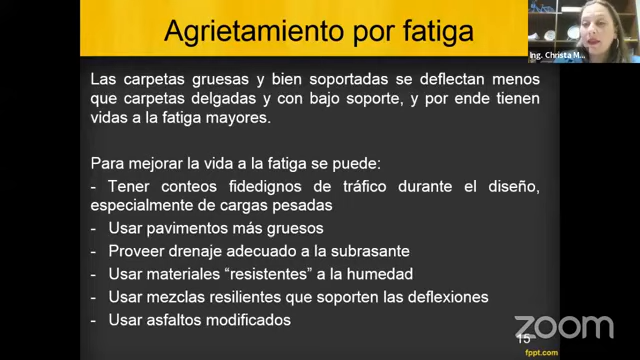 Agrietamiento por fatiga
Ing. Christa M...
Las carpetas gruesas y bien soportadas se deflectan menos
que carpetas delgadas y con bajo soporte, y por ende tienen
vidas a la fatiga mayores.
Para mejorar la vida a la fatiga se puede:
- Tener conteos fidedignos de tráfico durante el diseño,
especialmente de cargas pesadas
- Usar pavimentos más gruesos
- Proveer drenaje adecuado a la subrasante
- Usar materiales “resistentes” a la humedad
- Usar mezclas resilientes que soporten las deflexiones
- Usar asfaltos modificados
zoom
15
fppt.com